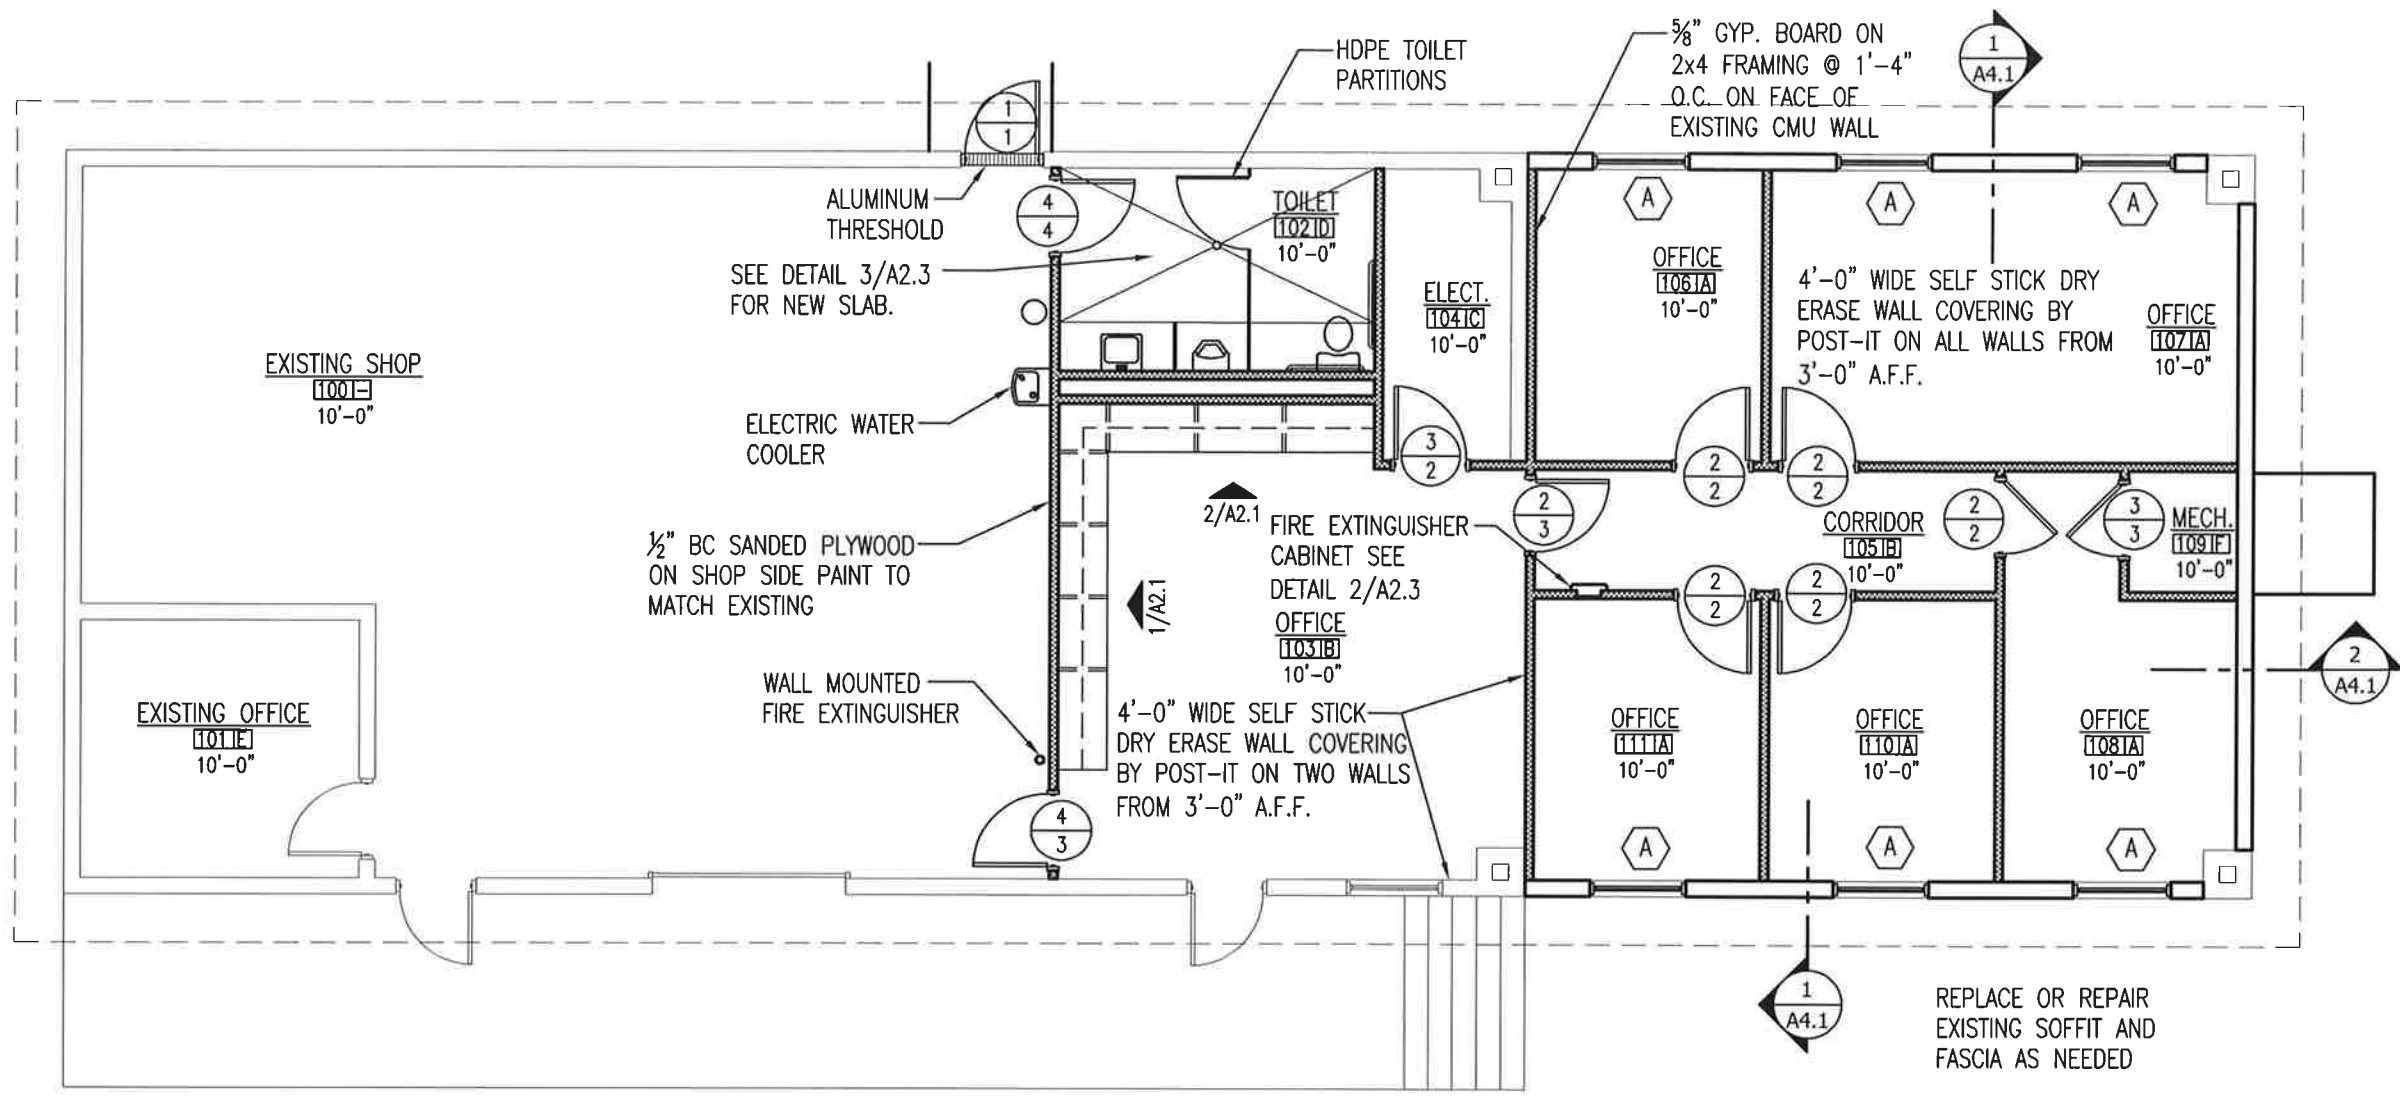 HDPE TOILET
PARTITIONS
⅝" GYP. BOARD ON
2x4 FRAMING @ 1'-4"
O.C. ON FACE OF
EXISTING CMU WALL
1
A4.1
1
1
ALUMINUM
THRESHOLD
4
4
TOILET
102|D
10'-0"
A
A
A
SEE DETAIL 3/A2.3
FOR NEW SLAB.
ELECT.
104|C
10'-0"
OFFICE
106|A
10'-0"
4'-0" WIDE SELF STICK DRY
ERASE WALL COVERING BY
POST-IT ON ALL WALLS FROM
3'-0" A.F.F.
OFFICE
107|A
10'-0"
EXISTING SHOP
100|-
10'-0"
ELECTRIC WATER
COOLER
3
2
2
2
2
2
2/A2.1
2
3
2
2
3
3
FIRE EXTINGUISHER
CABINET SEE
DETAIL 2/A2.3
CORRIDOR
105|B
10'-0"
MECH.
109|F
10'-0"
½" BC SANDED PLYWOOD
ON SHOP SIDE PAINT TO
MATCH EXISTING
1/A2.1
2
2
2
2
OFFICE
103|B
10'-0"
WALL MOUNTED
FIRE EXTINGUISHER
2
A4.1
EXISTING OFFICE
101|E
10'-0"
4'-0" WIDE SELF STICK
DRY ERASE WALL COVERING
BY POST-IT ON TWO WALLS
FROM 3'-0" A.F.F.
OFFICE
111|A
10'-0"
OFFICE
110|A
10'-0"
OFFICE
108|A
10'-0"
4
3
A
A
A
1
A4.1
REPLACE OR REPAIR
EXISTING SOFFIT AND
FASCIA AS NEEDED